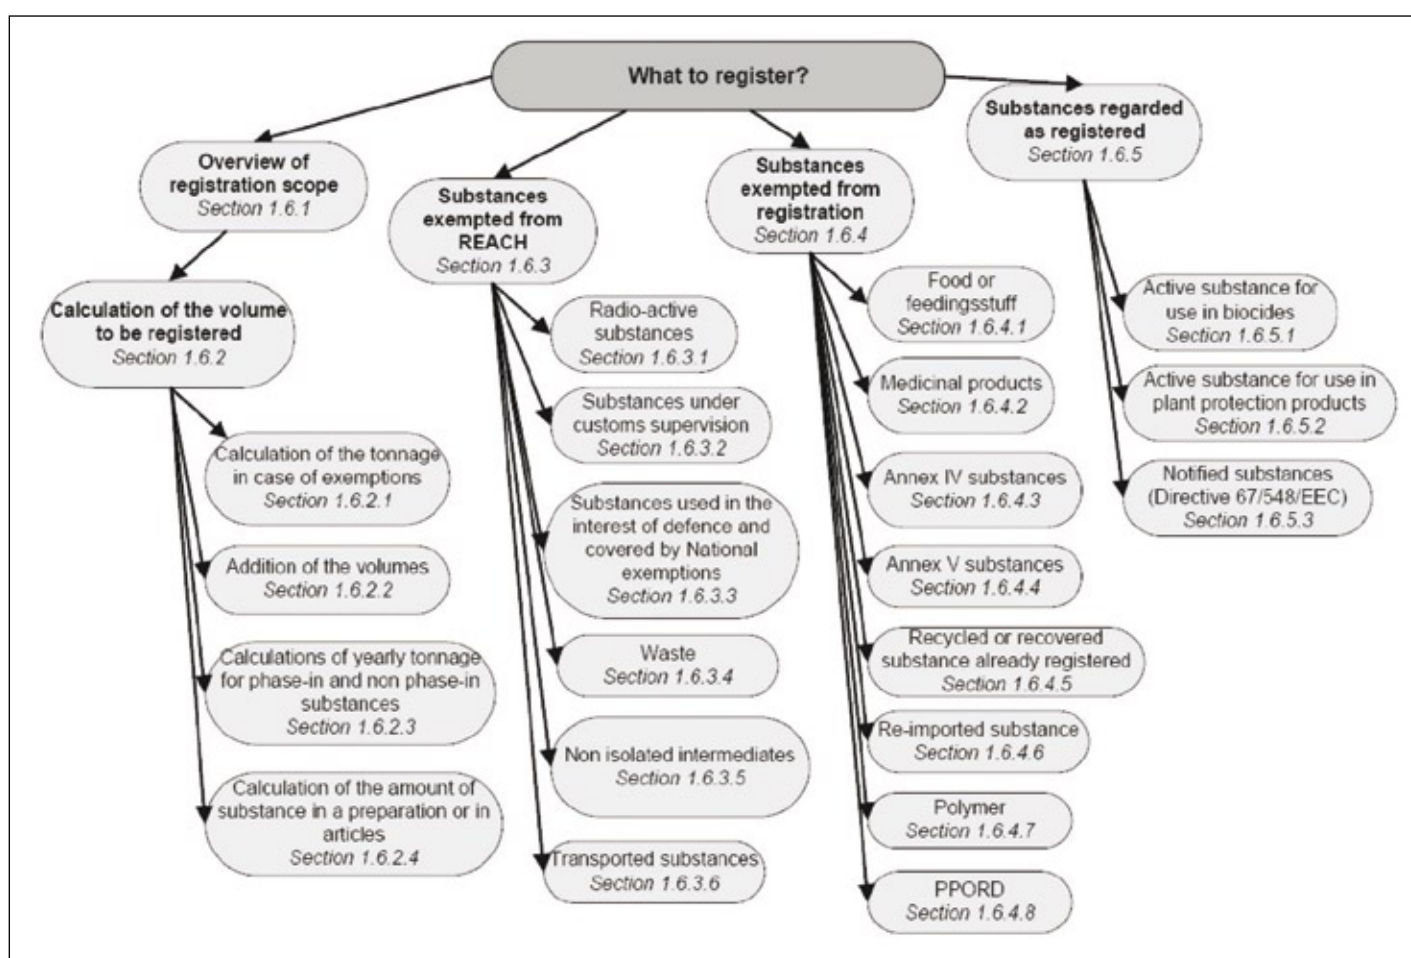 What to register?
Overview of
registration scope
Section 1.6.1
Calculation of the volume
to be registered
Section 1.6.2
Calculation of the tonnage
in case of exemptions
Section 1.6.2.1
Addition of the volumes
Section 1.6.2.2
Calculations of yearly tonnage
for phase-in and non phase-in
substances
Section 1.6.2.3
Calculation of the amount of
substance in a preparation or in
articles
Section 1.6.2.4
Substances
exempted from
REACH
Section 1.6.3
Radio-active
substances
Section 1.6.3.1
Substances under
customs supervision
Section 1.6.3.2
Substances used in the
interest of defence and
covered by National
exemptions
Section 1.6.3.3
Waste
Section 1.6.3.4
Non isolated intermediates
Section 1.6.3.5
Transported substances
Section 1.6.3.6
Substances
exempted from
registration
Section 1.6.4
Food or
feedingsstuff
Section 1.6.4.1
Medicinal products
Section 1.6.4.2
Annex IV substances
Section 1.6.4.3
Annex V substances
Section 1.6.4.4
Recycled or recovered
substance already registered
Section 1.6.4.5
Re-imported substance
Section 1.6.4.6
Polymer
Section 1.6.4.7
PPORD
Section 1.6.4.8
Substances regarded
as registered
Section 1.6.5
Active substance for
use in biocides
Section 1.6.5.1
Active substance for use in
plant protection products
Section 1.6.5.2
Notified substances
(Directive 67/548/EEC)
Section 1.6.5.3